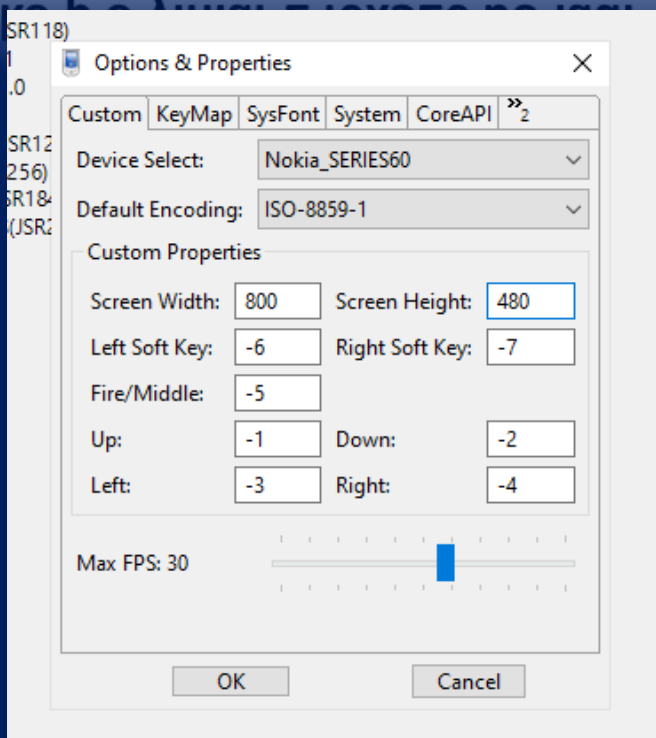 SR118)
1
.0
SR12
256)
SR184
(JSR2
Options & Properties
Custom KeyMap SysFont System CoreAPI »2
Device Select: Nokia_SERIES60
Default Encoding: ISO-8859-1
Custom Properties
Screen Width: 800 Screen Height: 480
Left Soft Key: -6 Right Soft Key: -7
Fire/Middle: -5
Up: -1 Down: -2
Left: -3 Right: -4
Max FPS: 30
OK Cancel